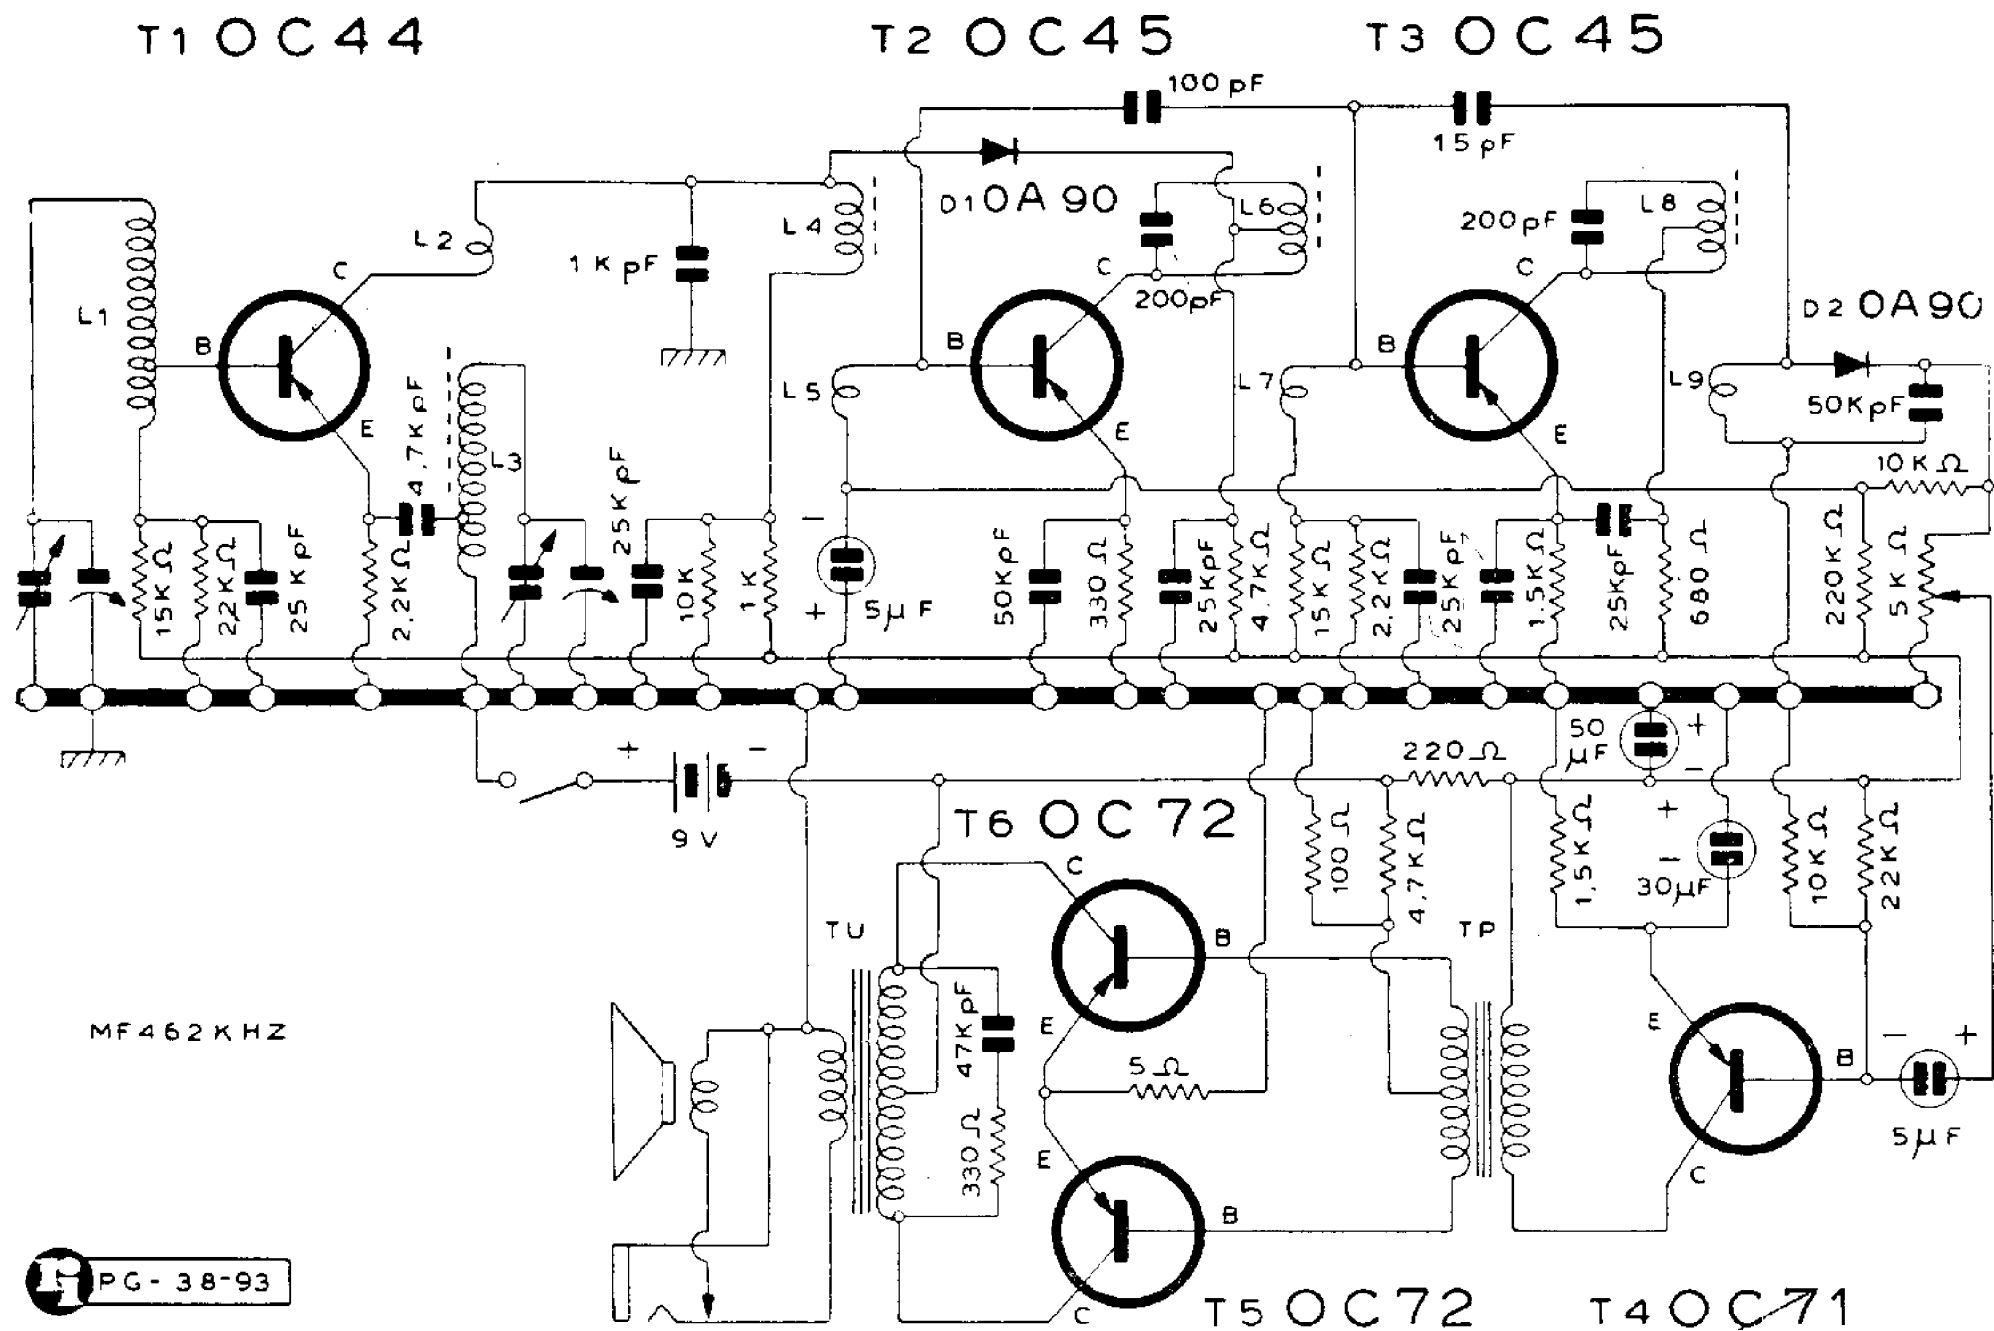 T1 OC44
T2 OC45
T3 OC45
100 pF
15 pF
D1 OA90
L1
L2
C
B
E
1 K pF
L4
L6
200pF
C
200pF
L8
C
D2 OA90
B
L5
E
L7
B
E
L9
50KpF
4,7KpF
L3
25KpF
10KΩ
15KΩ
2,2KΩ
25KpF
2,2KΩ
10K
1K
-
+
5µF
50KpF
330Ω
25KpF
4,7KΩ
15KΩ
2,2KΩ
25KpF
1,5KΩ
25KpF
680Ω
220KΩ
5KΩ
+
-
9V
220Ω
50
µF
+
-
T6 OC72
100Ω
4,7KΩ
1,5KΩ
+
-
30µF
10KΩ
22KΩ
C
B
E
TU
TP
47KpF
330Ω
5Ω
E
B
C
E
B
C
-
+
5µF
MF462KHZ
PG-38-93
T5 OC72
T4 OC71